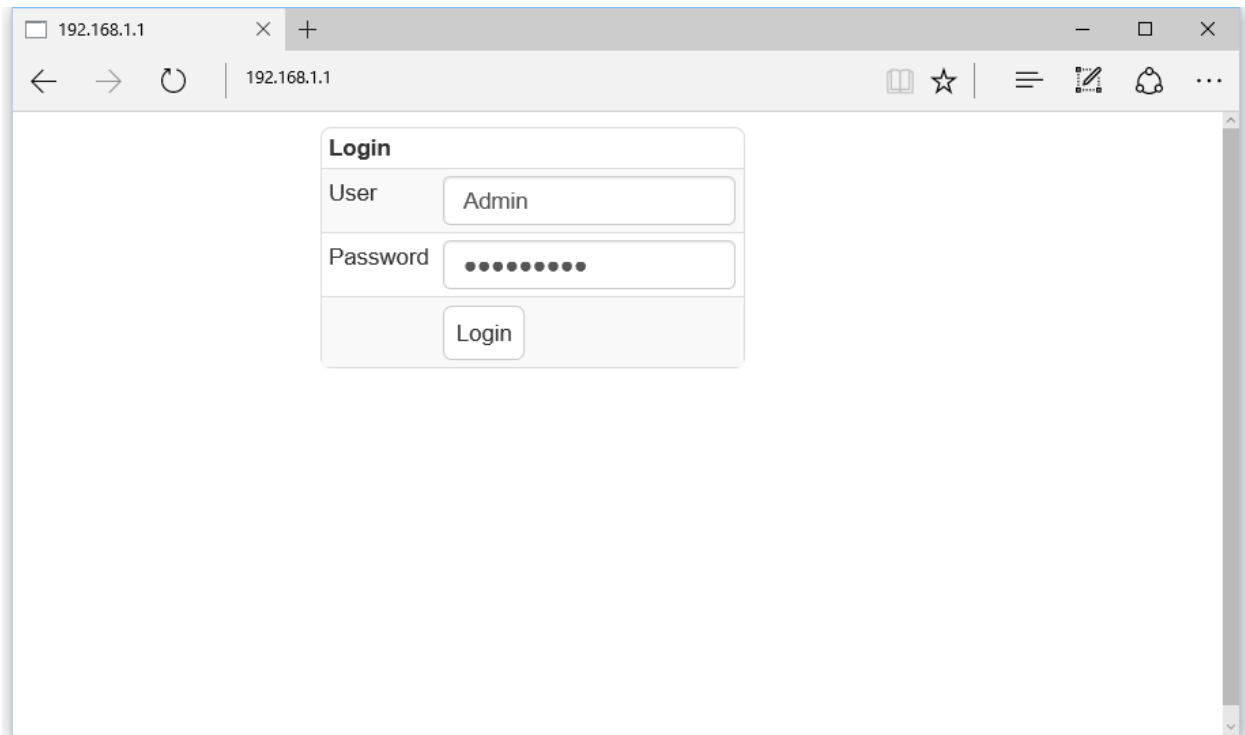 192.168.1.1
192.168.1.1
Login
User Admin
Password •••••••••
Login